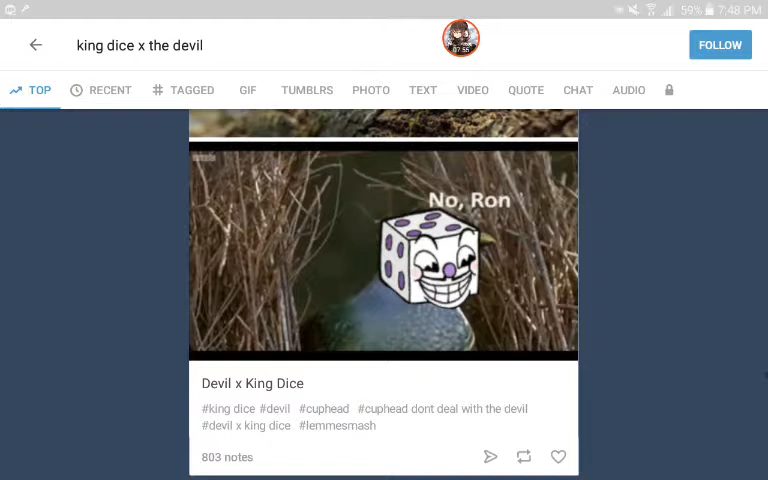 59% 7:48 PM
king dice x the devil
07:56
FOLLOW
TOP RECENT TAGGED GIF TUMBLRS PHOTO TEXT VIDEO QUOTE CHAT AUDIO
No, Ron
Devil x King Dice
#king dice #devil #cuphead #cuphead dont deal with the devil
#devil x king dice #lemmesmash
803 notes